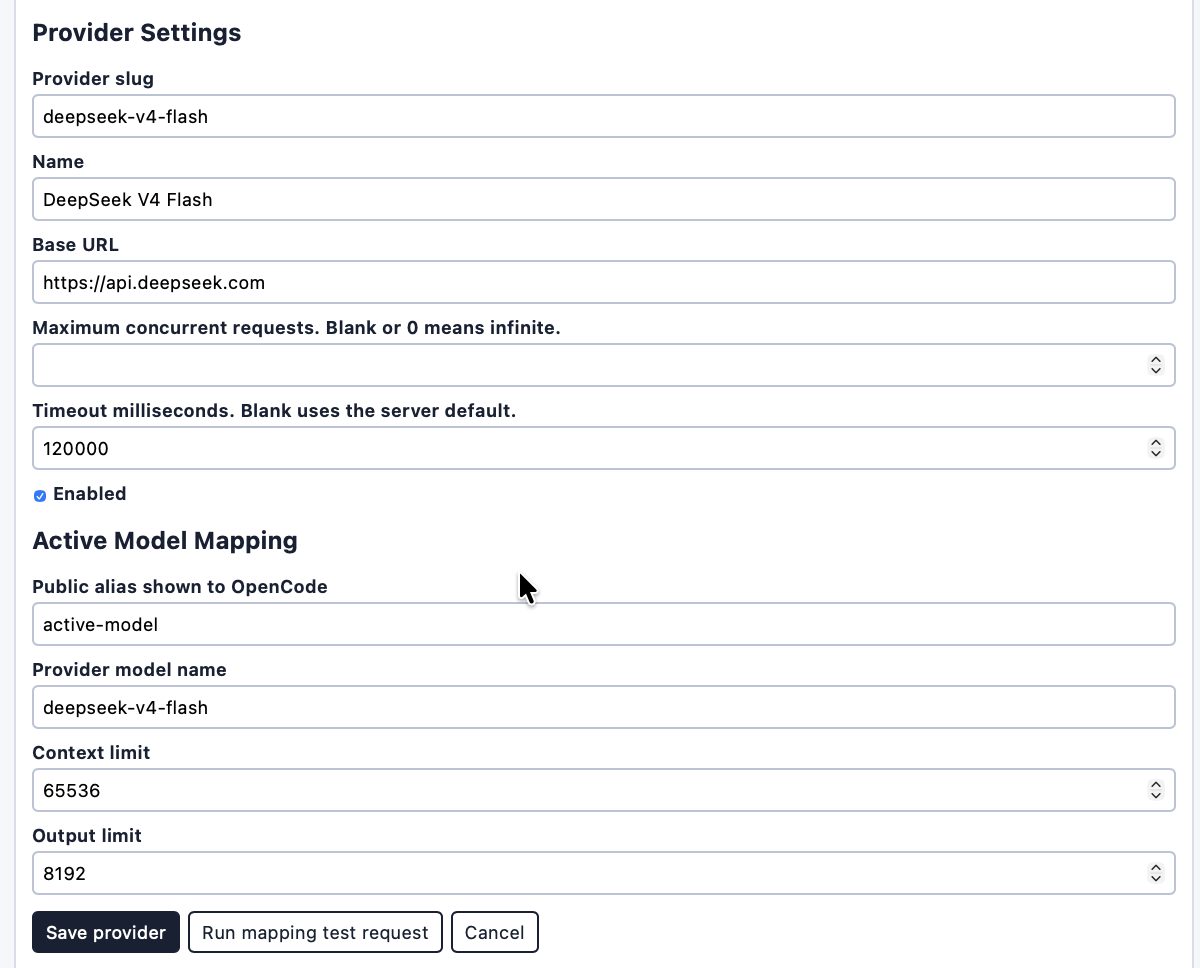 Provider Settings
Provider slug
deepseek-v4-flash
Name
DeepSeek V4 Flash
Base URL
https://api.deepseek.com
Maximum concurrent requests. Blank or 0 means infinite.
Timeout milliseconds. Blank uses the server default.
120000
Enabled
Active Model Mapping
Public alias shown to OpenCode
active-model
Provider model name
deepseek-v4-flash
Context limit
65536
Output limit
8192
Save provider Run mapping test request Cancel